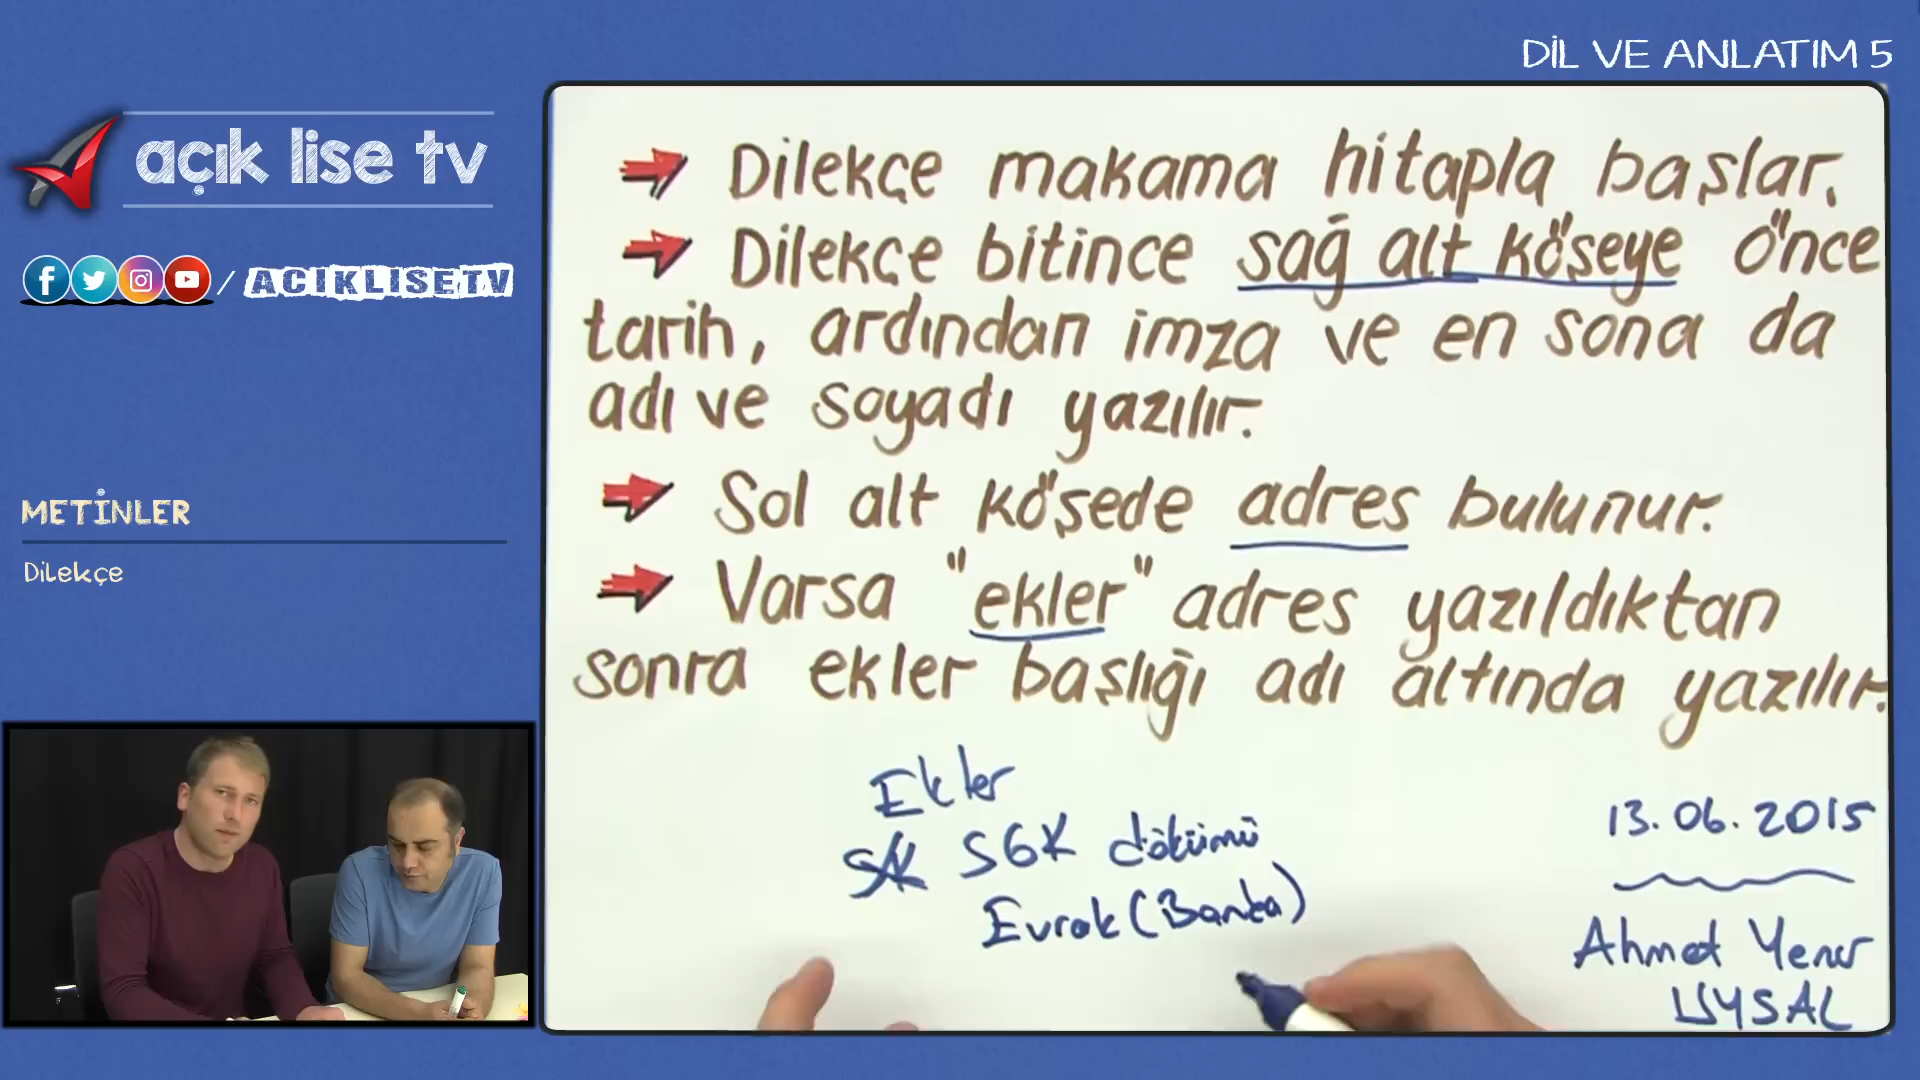 DİL VE ANLATIM 5
açık lise tv
/ ACIKLISETV
METİNLER
Dilekçe
Dilekçe makama hitapla başlar.
Dilekçe bitince sağ alt köşeye önce
tarih, ardından imza ve en sona da
adı ve soyadı yazılır.
Sol alt köşede adres bulunur.
Varsa "ekler" adres yazıldıktan
sonra ekler başlığı adı altında yazılır.
Ekler
SGK dökümü
Evrak (Banka)
13.06.2015
Ahmet Yener
UYSAL